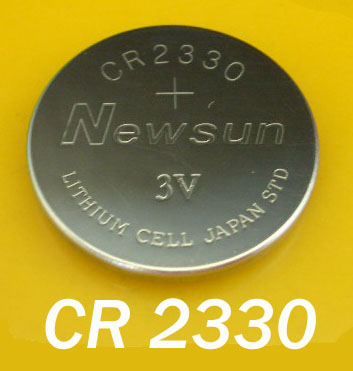 CR2330
+
Newsun
3V
LITHIUM CELL JAPAN STD
CR 2330